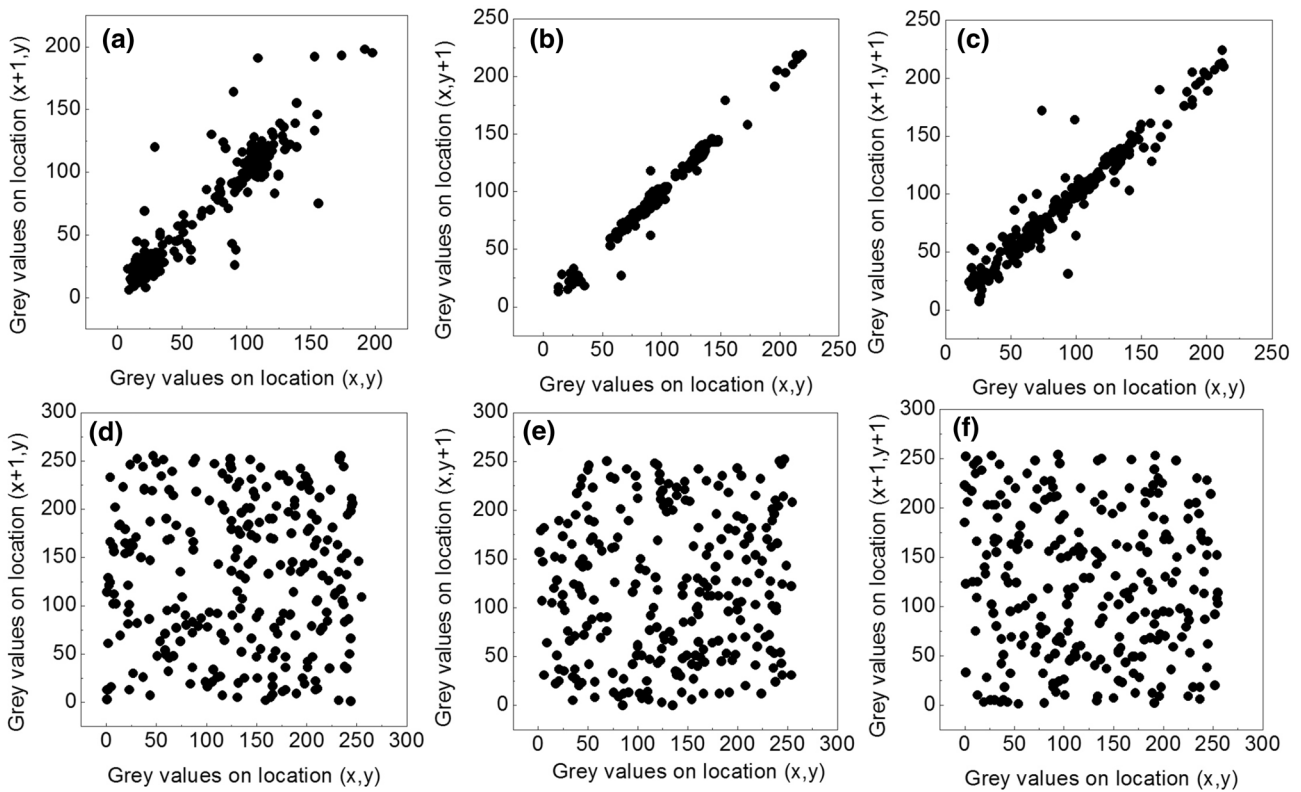 (a)
Grey values on location (x+1,y)
200
150
100
50
0
0 50 100 150 200
Grey values on location (x,y)
(b)
Grey values on location (x,y+1)
250
200
150
100
50
0
0 50 100 150 200 250
Grey values on location (x,y)
(c)
Grey values on location (x+1,y+1)
250
200
150
100
50
0
0 50 100 150 200 250
Grey values on location (x,y)
(d)
Grey values on location (x+1,y)
300
250
200
150
100
50
0
0 50 100 150 200 250 300
Grey values on location (x,y)
(e)
Grey values on location (x,y+1)
300
250
200
150
100
50
0
0 50 100 150 200 250 300
Grey values on location (x,y)
(f)
Grey values on location (x+1,y+1)
300
250
200
150
100
50
0
0 50 100 150 200 250 300
Grey values on location (x,y)